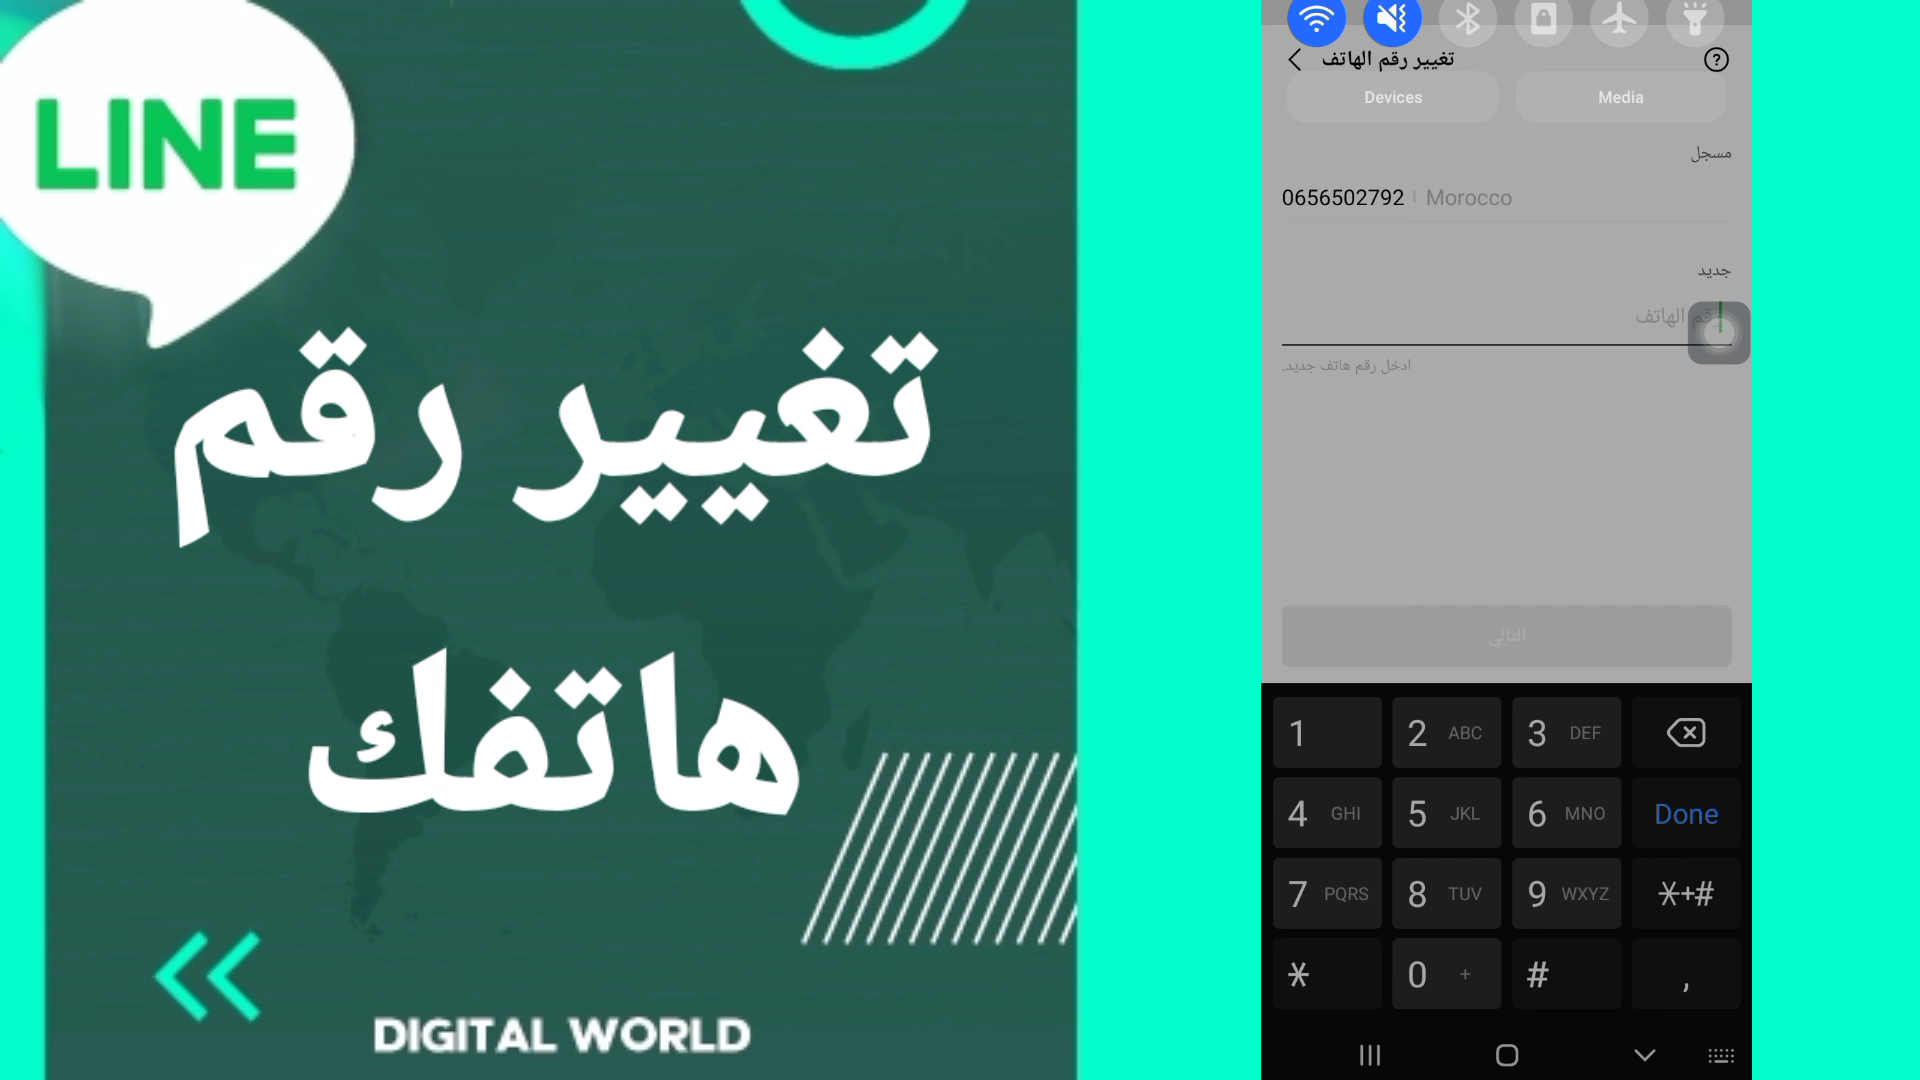 LINE
تغيير رقم
هاتفك
DIGITAL WORLD
تغيير رقم الهاتف
Devices
Media
مسجل
0656502792 | Morocco
جديد
رقم الهاتف
ادخل رقم هاتف جديد.
التالي
1
2 ABC
3 DEF
4 GHI
5 JKL
6 MNO
Done
7 PQRS
8 TUV
9 WXYZ
*+#
*
0 +
#
,